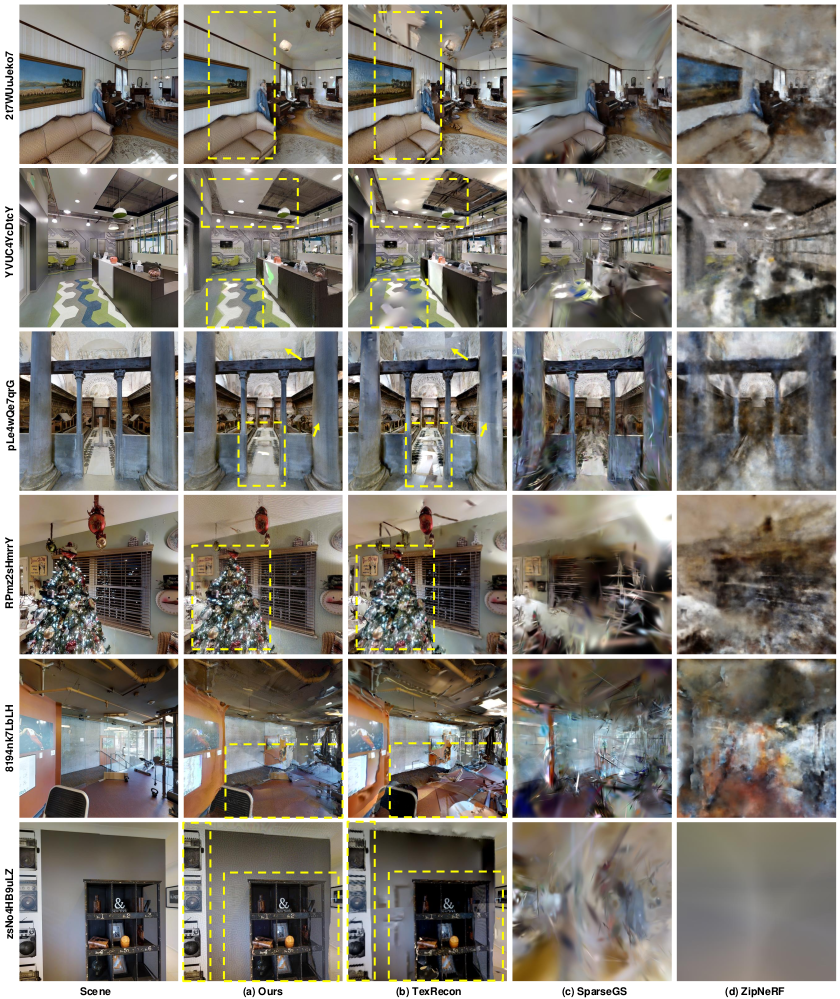 2t7WUuJeko7
YVUC4YcDtcY
pLe4wQe7qrG
RPmz2sHmrrY
8194nk7LbLH
zsNo4HB9uLZ
&
&
&
Scene
(a) Ours
(b) TexRecon
(c) SparseGS
(d) ZipNeRF